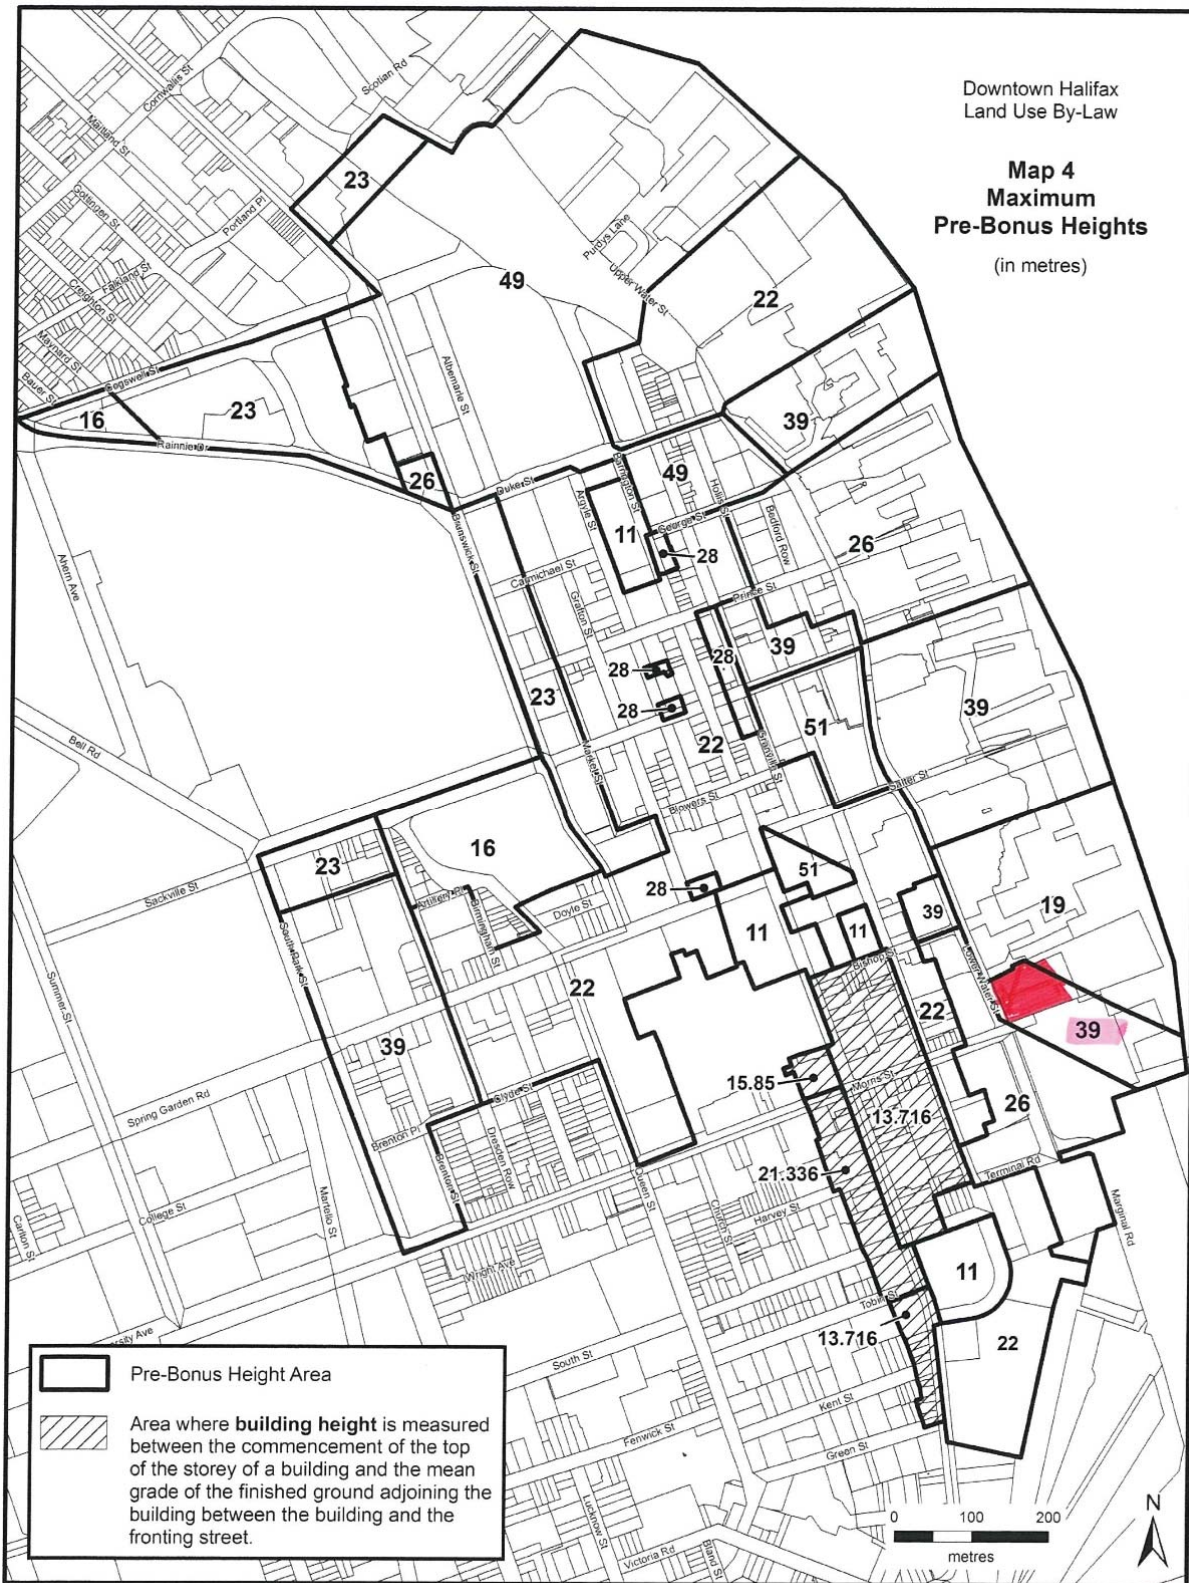 Downtown Halifax
Land Use By-Law
Map 4
Maximum
Pre-Bonus Heights
(in metres)
Scotian Rd
Cornwallis St
Maitland St
Gottingen St
Portland Pl
Creighton St
Falkland St
Maynard St
Bauer St
Cogswell St
Rainnie Dr
23
49
Purdys Lane
Upper Water St
22
Albemarle St
16
23
26
39
Duke St
Barrington St
49
Hollis St
Argyle St
11
George St
Bedford Row
28
26
Ahern Ave
Brunswick St
Carmichael St
Grafton St
Prince St
28
28
39
28
23
22
51
39
Bell Rd
Market St
Granville St
Blowers St
Salter St
23
16
51
Sackville St
Artillery Pl
Birmingham St
Doyle St
28
11
11
39
19
South Park St
Bishop St
Lower Water St
Summer St
22
22
39
39
15.85
Morris St
13.716
26
Clyde St
Spring Garden Rd
Brenton Pl
Brenton St
Dresden Row
21.336
Terminal Rd
Queen St
Church St
Harvey St
Marginal Rd
College St
Carlton St
Martello St
Wright Ave
11
Tobin St
13.716
22
rsity Ave
South St
Kent St
Fenwick St
Green St
Lucknow St
Victoria Rd
Bland St
Pre-Bonus Height Area
Area where building height is measured
between the commencement of the top
of the storey of a building and the mean
grade of the finished ground adjoining the
building between the building and the
fronting street.
0 100 200
metres
N